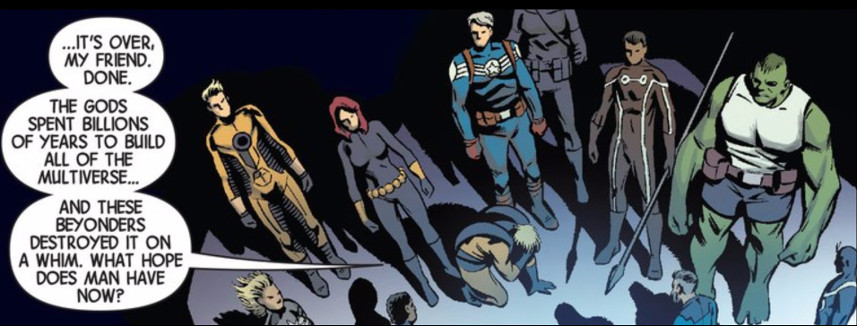 ...IT'S OVER,
MY FRIEND.
DONE.
THE GODS
SPENT BILLIONS
OF YEARS TO BUILD
ALL OF THE
MULTIVERSE...
AND THESE
BEYONDERS
DESTROYED IT ON
A WHIM. WHAT HOPE
DOES MAN HAVE
NOW?